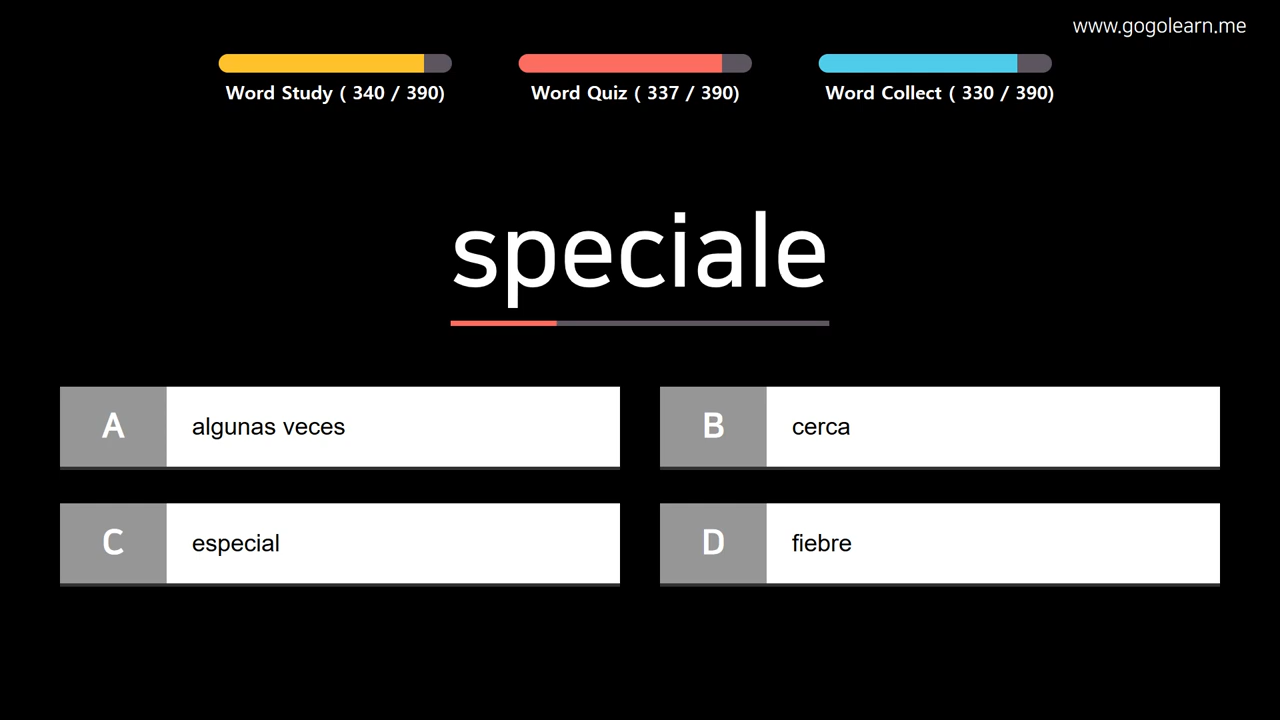 www.gogolearn.me
Word Study ( 340 / 390)
Word Quiz ( 337 / 390)
Word Collect ( 330 / 390)
speciale
A
algunas veces
B
cerca
C
especial
D
fiebre